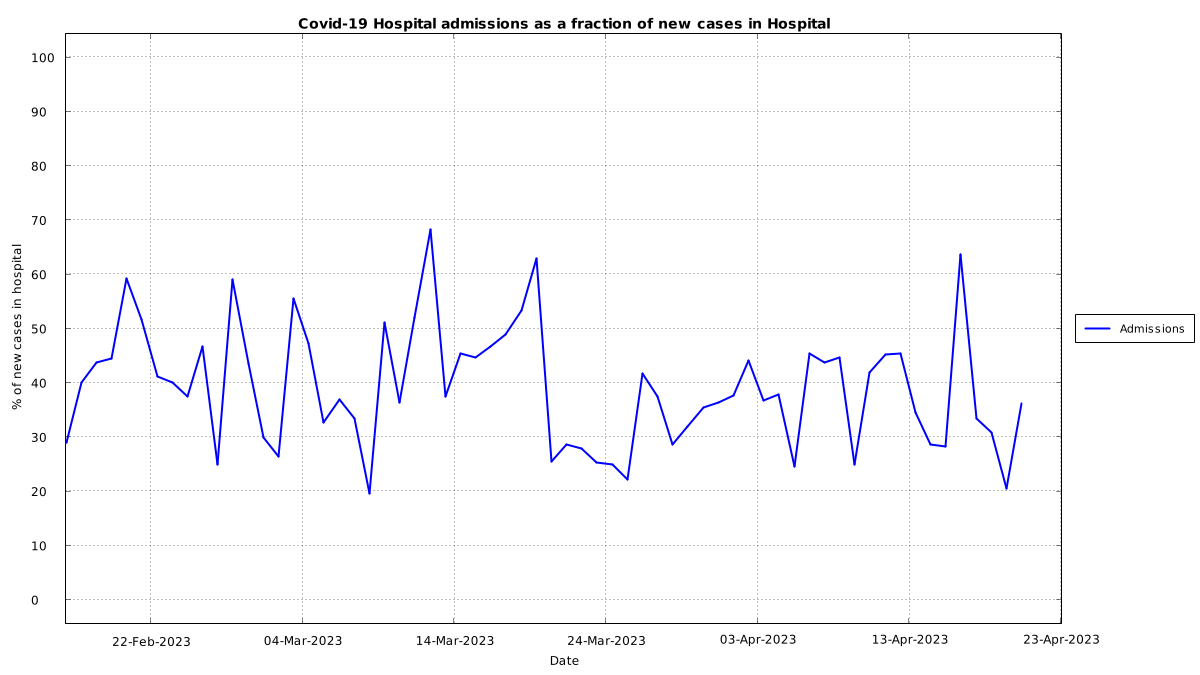 Covid-19 Hospital admissions as a fraction of new cases in Hospital
100
90
80
70
60
50
40
30
20
10
0
% of new cases in hospital
Admissions
22-Feb-2023
04-Mar-2023
14-Mar-2023
24-Mar-2023
03-Apr-2023
13-Apr-2023
23-Apr-2023
Date